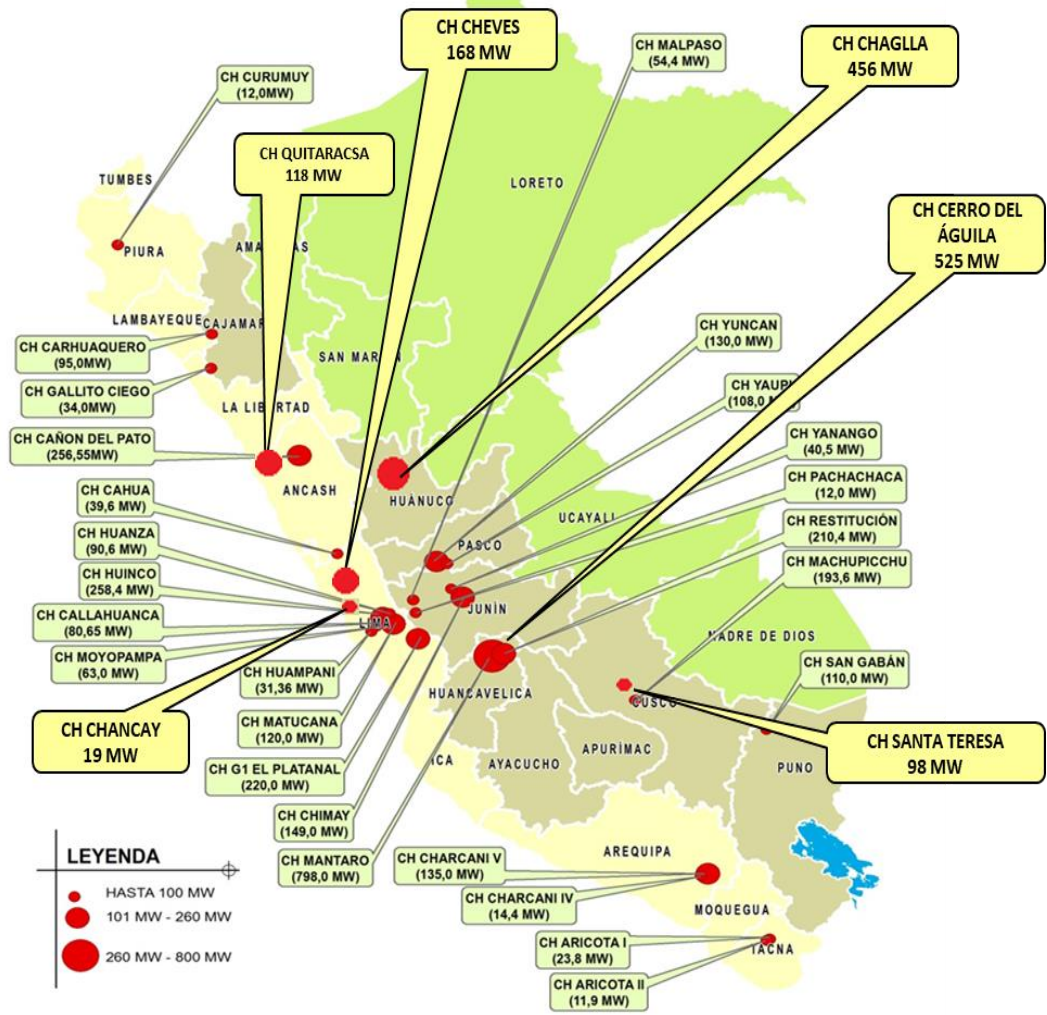 CH CHEVES
168 MW
CH MALPASO
(54,4 MW)
CH CHAGLLA
456 MW
CH CURUMUY
(12,0MW)
CH QUITARACSA
118 MW
TUMBES
LORETO
CH CERRO DEL
ÁGUILA
525 MW
PIURA
LAMBAYEQUE
CH CARHUAQUERO
(95,0MW)
SAN
CH YUNCAN
(130,0 MW)
CH GALLITO CIEGO
(34,0MW)
LA LIBERTAD
CH YAUPI
(108,0
CH CAÑON DEL PATO
(256,55MW)
ANCASH
HUÀNUCO
CH YANANGO
(40,5 MW)
CH PACHACHACA
(12,0 MW)
CH CAHUA
(39,6 MW)
UCAYALI
CH RESTITUCIÓN
(210,4 MW)
CH HUANZA
(90,6 MW)
PASCO
CH MACHUPICCHU
(193,6 MW)
CH HUINCO
(258,4 MW)
JUNÌN
CH CALLAHUANCA
(80,65 MW)
LIMA
MADRE DE DIOS
CH MOYOPAMPA
(63,0 MW)
CH HUAMPANI
(31,36 MW)
HUANCAVELICA
CUSCO
CH SAN GABÁN
(110,0 MW)
CH CHANCAY
19 MW
CH MATUCANA
(120,0 MW)
CH SANTA TERESA
98 MW
CH G1 EL PLATANAL
(220,0 MW)
ICA
AYACUCHO
APURÍMAC
PUNO
CH CHIMAY
(149,0 MW)
CH MANTARO
(798,0 MW)
CH CHARCANI V
(135,0 MW)
AREQUIPA
CH CHARCANI IV
(14,4 MW)
MOQUEGUA
CH ARICOTA I
(23,8 MW)
TACNA
CH ARICOTA II
(11,9 MW)
LEYENDA
HASTA 100 MW
101 MW - 260 MW
260 MW - 800 MW